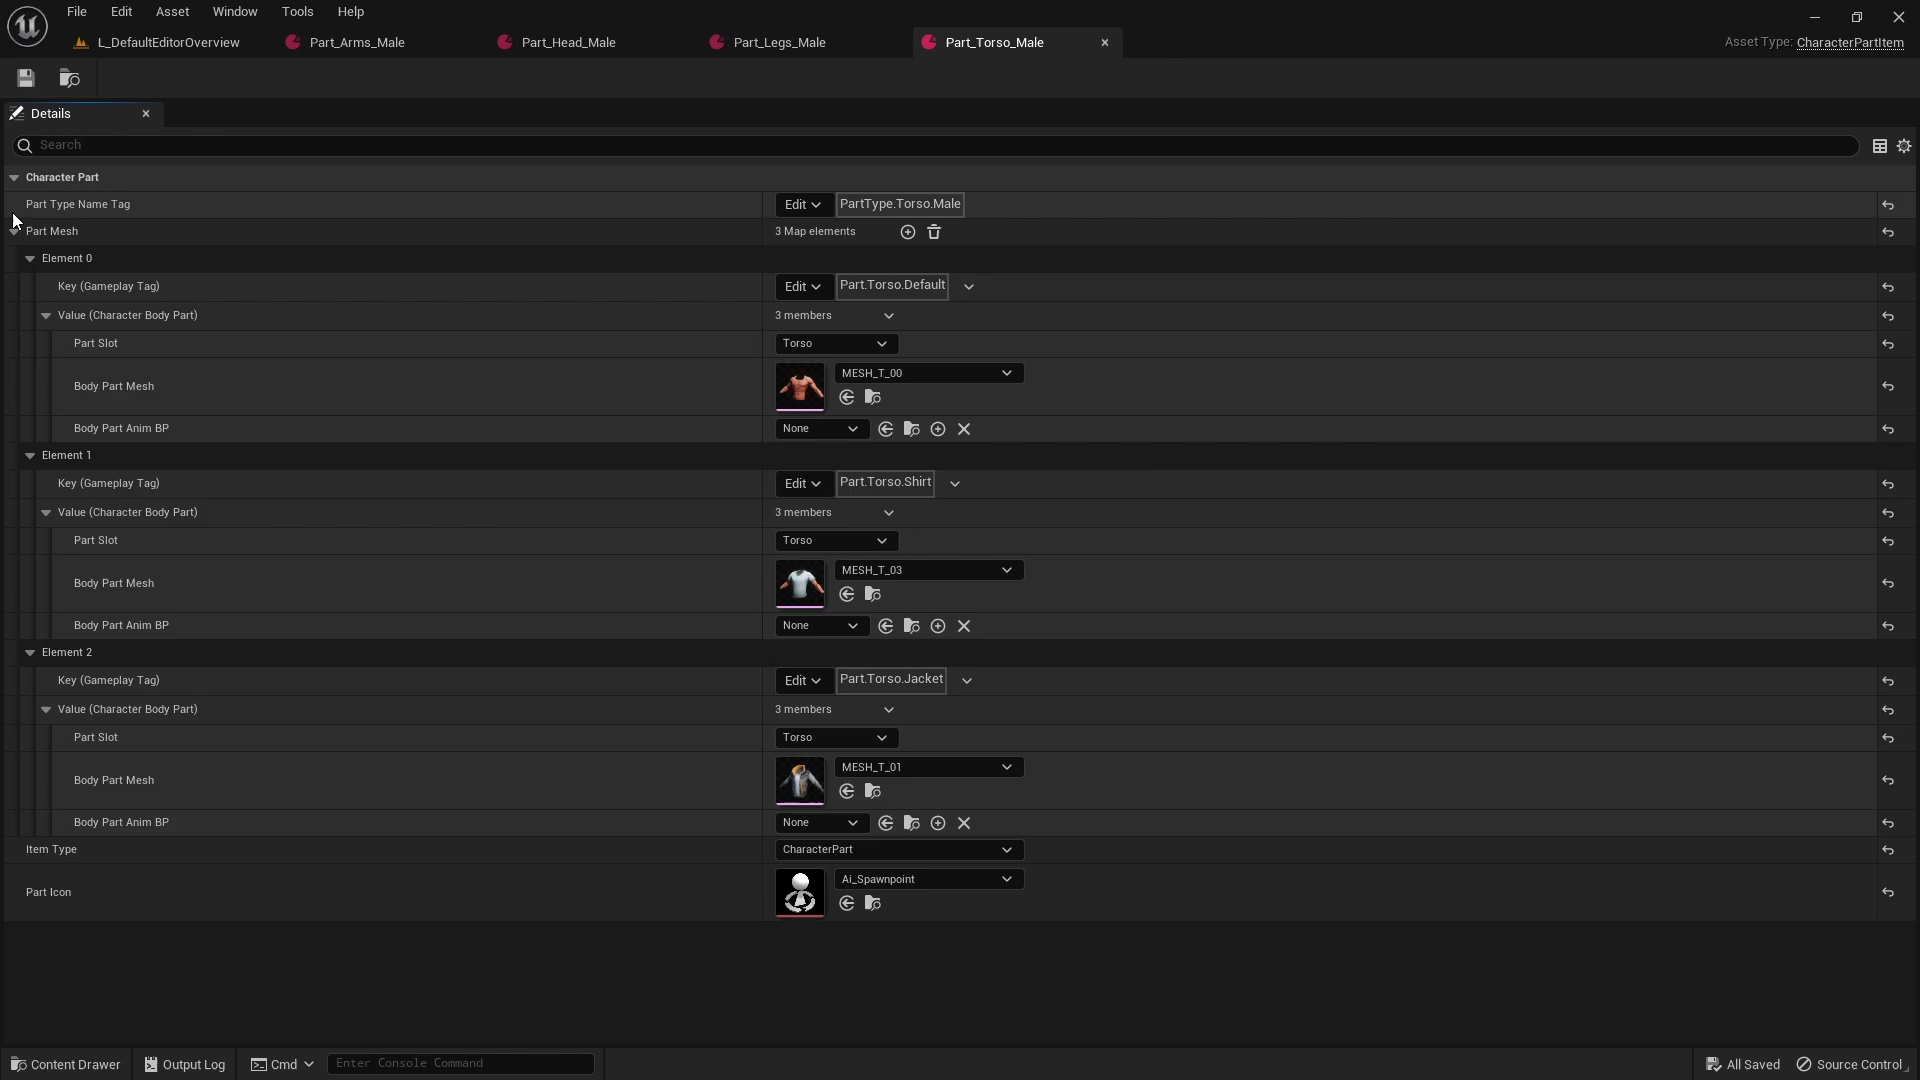 File Edit Asset Window Tools Help
L_DefaultEditorOverview Part_Arms_Male Part_Head_Male Part_Legs_Male Part_Torso_Male Asset Type: CharacterPartItem
Details
Search
Character Part
Part Type Name Tag Edit PartType.Torso.Male
Part Mesh 3 Map elements
Element 0
Key (Gameplay Tag) Edit Part.Torso.Default
Value (Character Body Part) 3 members
Part Slot Torso
Body Part Mesh MESH_T_00
Body Part Anim BP None
Element 1
Key (Gameplay Tag) Edit Part.Torso.Shirt
Value (Character Body Part) 3 members
Part Slot Torso
Body Part Mesh MESH_T_03
Body Part Anim BP None
Element 2
Key (Gameplay Tag) Edit Part.Torso.Jacket
Value (Character Body Part) 3 members
Part Slot Torso
Body Part Mesh MESH_T_01
Body Part Anim BP None
Item Type CharacterPart
Part Icon Ai_Spawnpoint
Content Drawer Output Log Cmd Enter Console Command All Saved Source Control